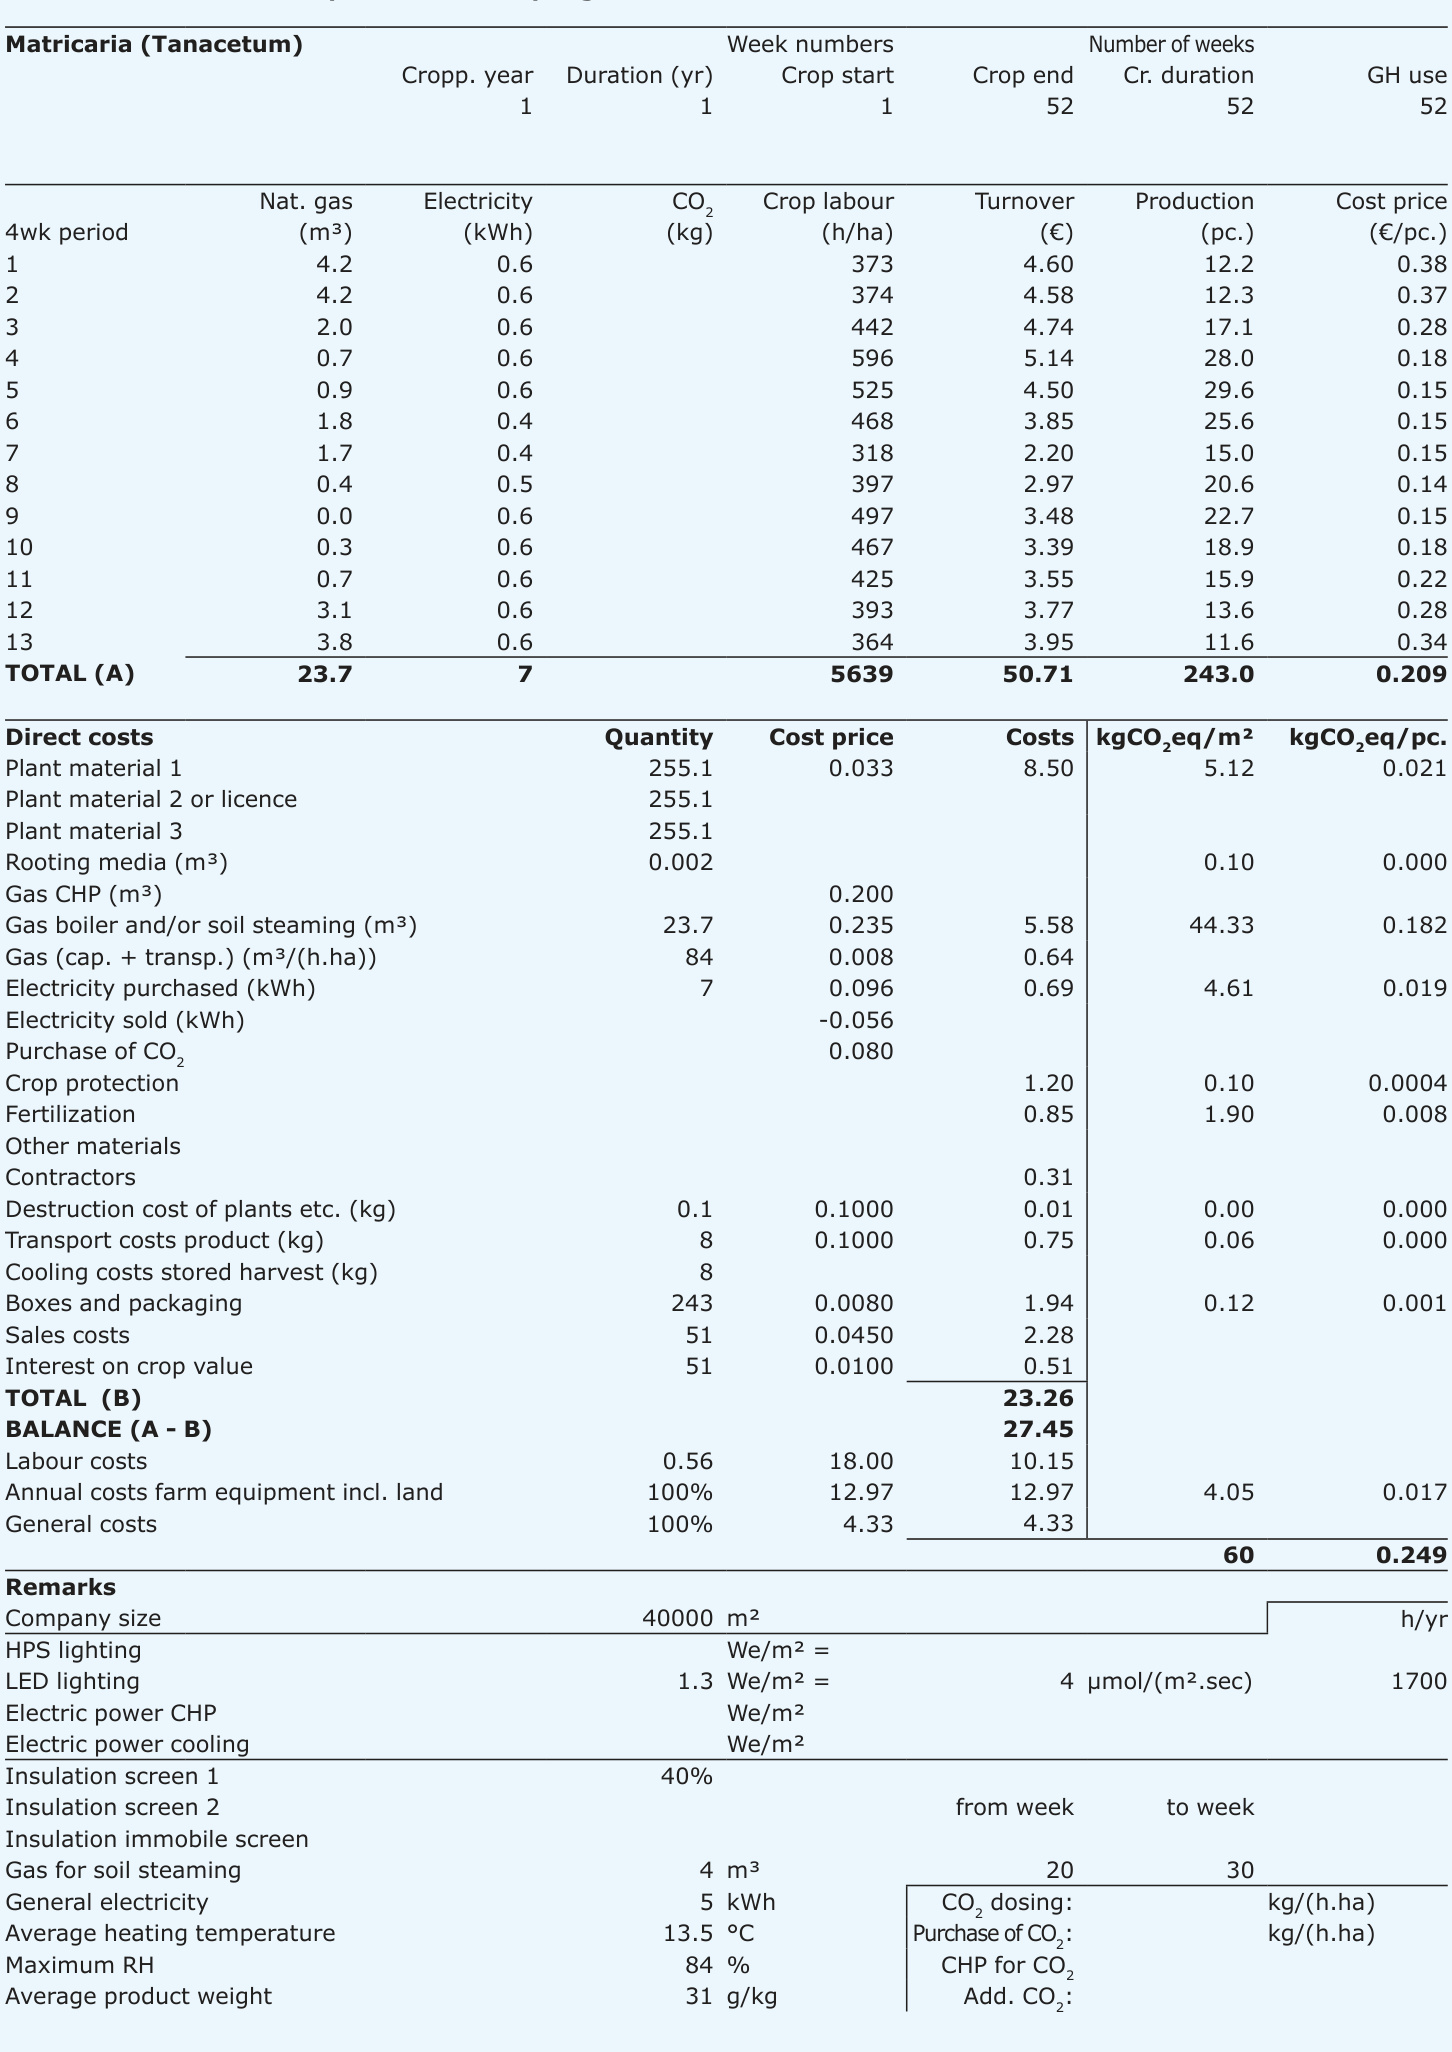 Matricaria (Tanacetum) Week numbers Number of weeks
Cropp. year Duration (yr) Crop start Crop end Cr. duration GH use
1 1 1 52 52 52
Nat. gas Electricity CO₂ Crop labour Turnover Production Cost price
4wk period (m³) (kWh) (kg) (h/ha) (€) (pc.) (€/pc.)
1 4.2 0.6 373 4.60 12.2 0.38
2 4.2 0.6 374 4.58 12.3 0.37
3 2.0 0.6 442 4.74 17.1 0.28
4 0.7 0.6 596 5.14 28.0 0.18
5 0.9 0.6 525 4.50 29.6 0.15
6 1.8 0.4 468 3.85 25.6 0.15
7 1.7 0.4 318 2.20 15.0 0.15
8 0.4 0.5 397 2.97 20.6 0.14
9 0.0 0.6 497 3.48 22.7 0.15
10 0.3 0.6 467 3.39 18.9 0.18
11 0.7 0.6 425 3.55 15.9 0.22
12 3.1 0.6 393 3.77 13.6 0.28
13 3.8 0.6 364 3.95 11.6 0.34
TOTAL (A) 23.7 7 5639 50.71 243.0 0.209
Direct costs Quantity Cost price Costs kgCO₂eq/m² kgCO₂eq/pc.
Plant material 1 255.1 0.033 8.50 5.12 0.021
Plant material 2 or licence 255.1
Plant material 3 255.1
Rooting media (m³) 0.002 0.10 0.000
Gas CHP (m³) 0.200
Gas boiler and/or soil steaming (m³) 23.7 0.235 5.58 44.33 0.182
Gas (cap. + transp.) (m³/(h.ha)) 84 0.008 0.64
Electricity purchased (kWh) 7 0.096 0.69 4.61 0.019
Electricity sold (kWh) -0.056
Purchase of CO₂ 0.080
Crop protection 1.20 0.10 0.0004
Fertilization 0.85 1.90 0.008
Other materials
Contractors 0.31
Destruction cost of plants etc. (kg) 0.1 0.1000 0.01 0.00 0.000
Transport costs product (kg) 8 0.1000 0.75 0.06 0.000
Cooling costs stored harvest (kg) 8
Boxes and packaging 243 0.0080 1.94 0.12 0.001
Sales costs 51 0.0450 2.28
Interest on crop value 51 0.0100 0.51
TOTAL (B) 23.26
BALANCE (A - B) 27.45
Labour costs 0.56 18.00 10.15
Annual costs farm equipment incl. land 100% 12.97 12.97 4.05 0.017
General costs 100% 4.33 4.33
60 0.249
Remarks
Company size 40000 m² h/yr
HPS lighting We/m² =
LED lighting 1.3 We/m² = 4 µmol/(m².sec) 1700
Electric power CHP We/m²
Electric power cooling We/m²
Insulation screen 1 40%
Insulation screen 2 from week to week
Insulation immobile screen
Gas for soil steaming 4 m³ 20 30
General electricity 5 kWh CO₂ dosing: kg/(h.ha)
Average heating temperature 13.5 °C Purchase of CO₂: kg/(h.ha)
Maximum RH 84 % CHP for CO₂
Average product weight 31 g/kg Add. CO₂: